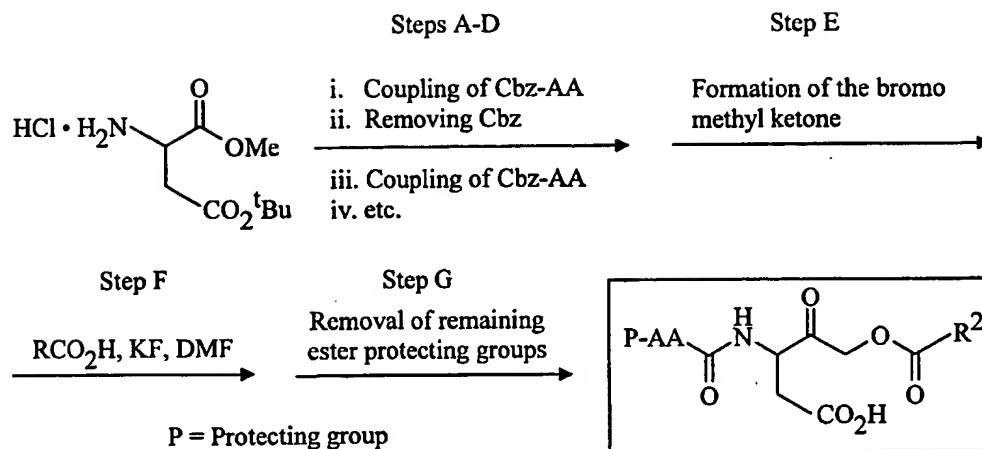 Steps A-D
Step E
i. Coupling of Cbz-AA
ii. Removing Cbz
iii. Coupling of Cbz-AA
iv. etc.
Formation of the bromo
methyl ketone
HCl • H2N
O
OMe
CO2tBu
Step F
Step G
RCO2H, KF, DMF
Removal of remaining
ester protecting groups
P-AA
O
H
N
O
O
R2
O
CO2H
P = Protecting group